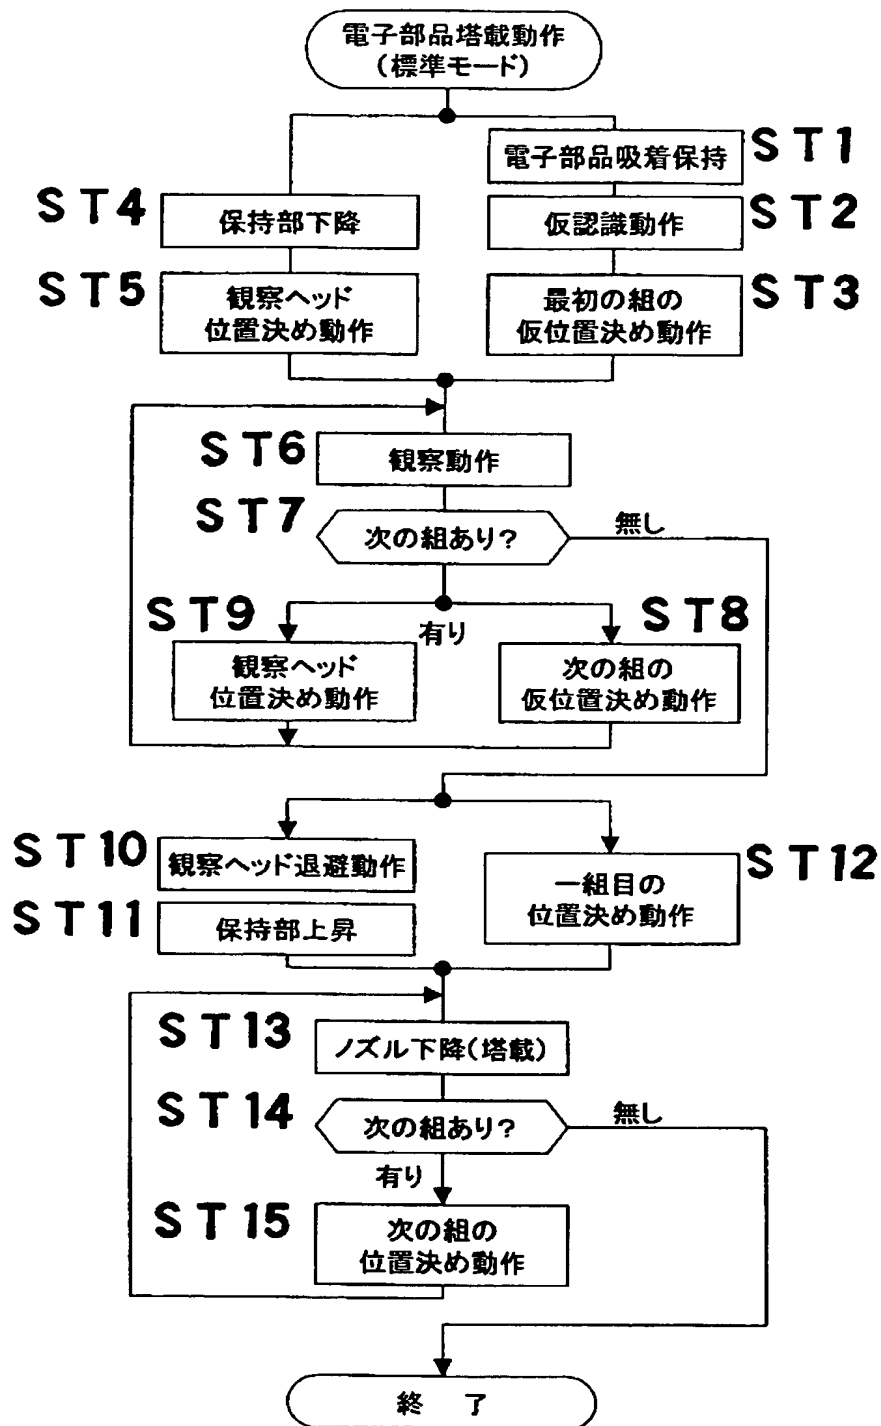 電子部品塔載動作
(標準モード)
電子部品吸着保持
ST1
ST4
保持部下降
仮認識動作
ST2
ST5
観察ヘッド
位置決め動作
最初の組の
仮位置決め動作
ST3
ST6
観察動作
ST7
次の組あり?
無し
有り
ST9
観察ヘッド
位置決め動作
ST8
次の組の
仮位置決め動作
ST10
観察ヘッド退避動作
ST11
保持部上昇
ST12
一組目の
位置決め動作
ST13
ノズル下降(塔載)
ST14
次の組あり?
無し
有り
ST15
次の組の
位置決め動作
終 了